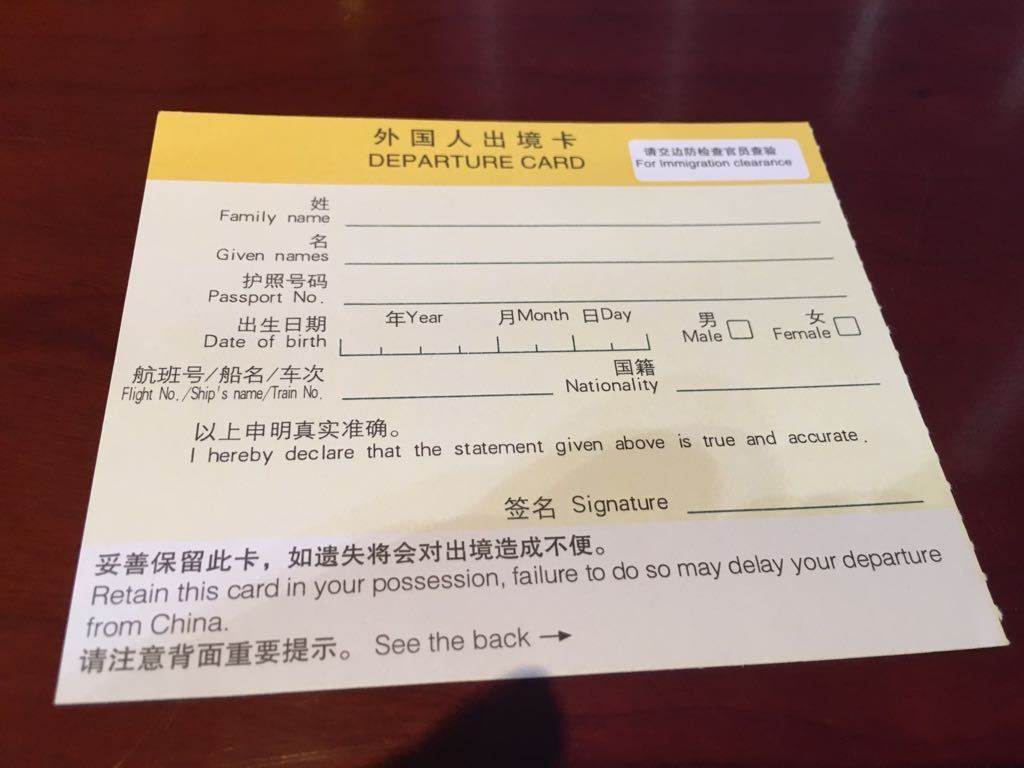 外国人出境卡
DEPARTURE CARD
请交边防检查官员查验
For Immigration clearance
姓
Family name
名
Given names
护照号码
Passport No.
出生日期
Date of birth
年Year 月Month 日Day
男
Male
女
Female
航班号/船名/车次
Flight No./Ship's name/Train No.
国籍
Nationality
以上申明真实准确。
I hereby declare that the statement given above is true and accurate.
签名 Signature
妥善保留此卡，如遗失将会对出境造成不便。
Retain this card in your possession, failure to do so may delay your departure
from China.
请注意背面重要提示。 See the back →